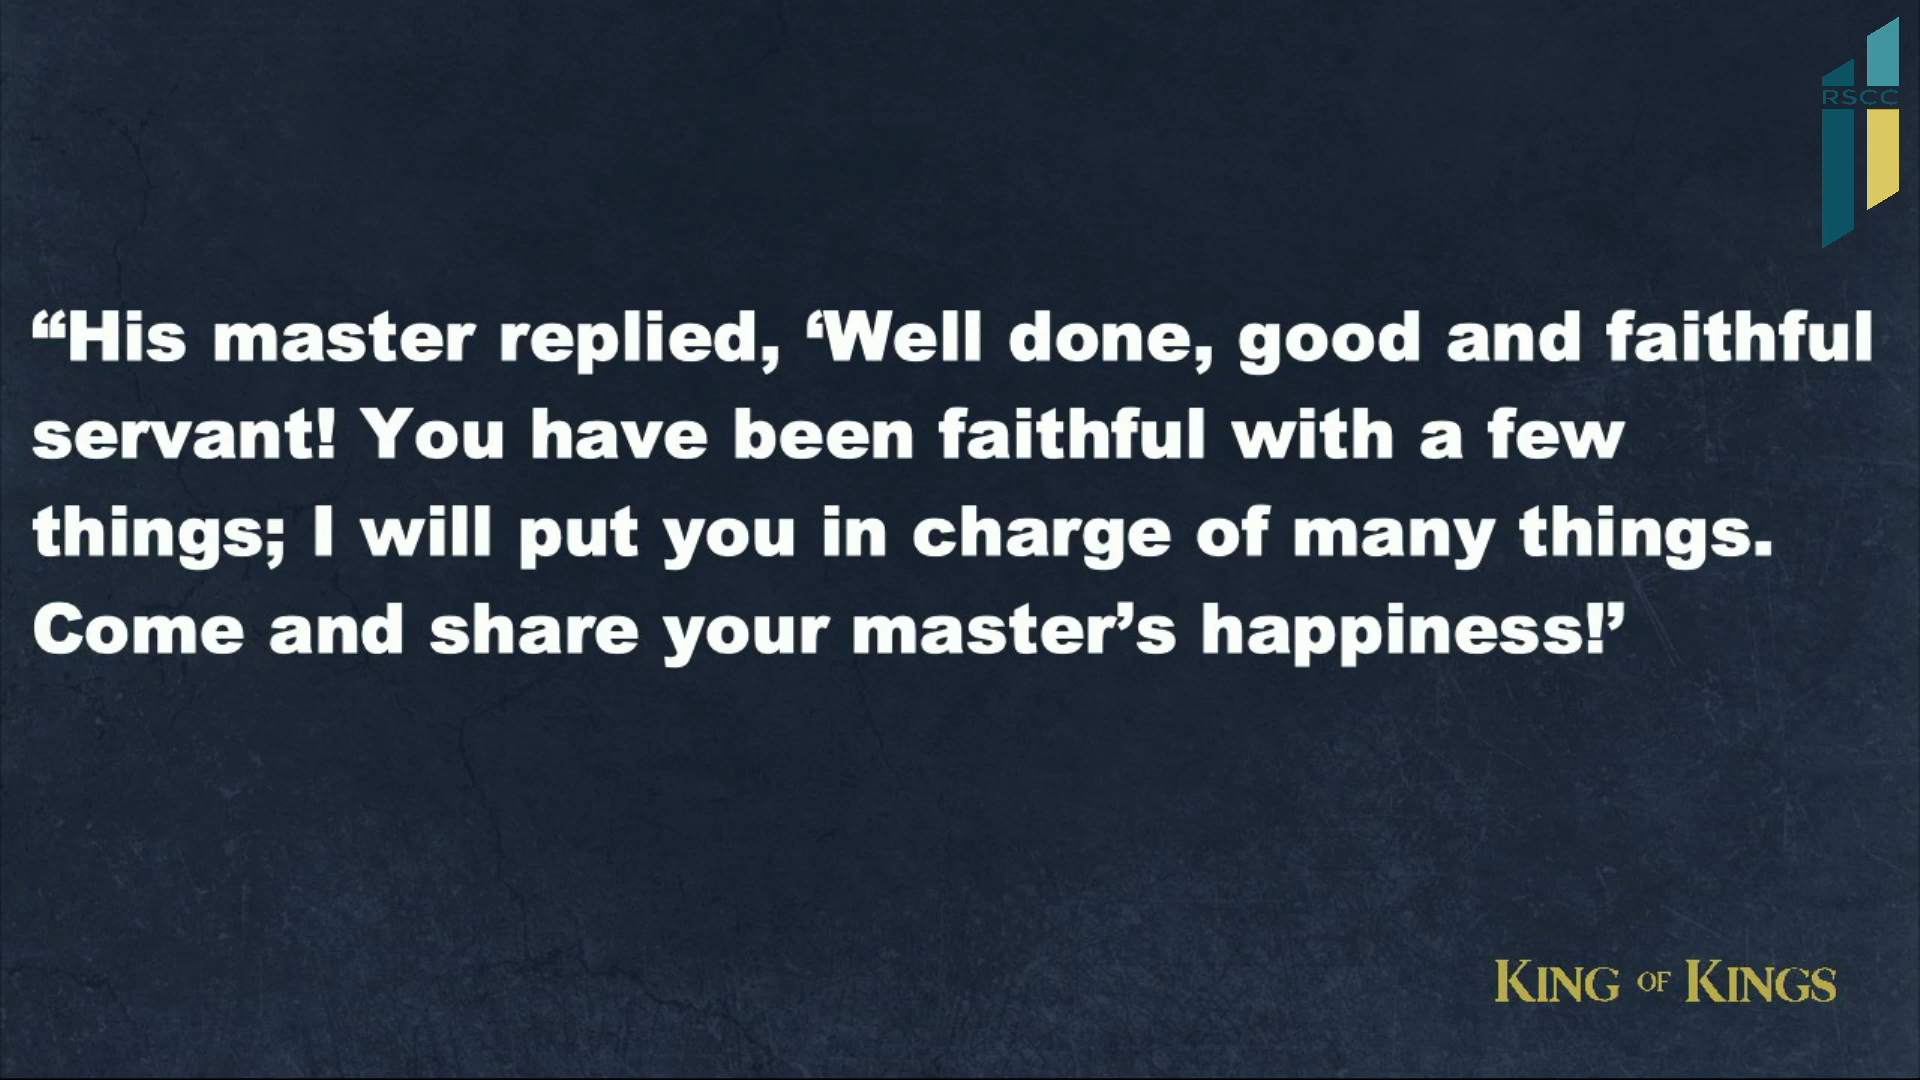 RSCC
“His master replied, ‘Well done, good and faithful
servant! You have been faithful with a few
things; I will put you in charge of many things.
Come and share your master’s happiness!’
KING OF KINGS